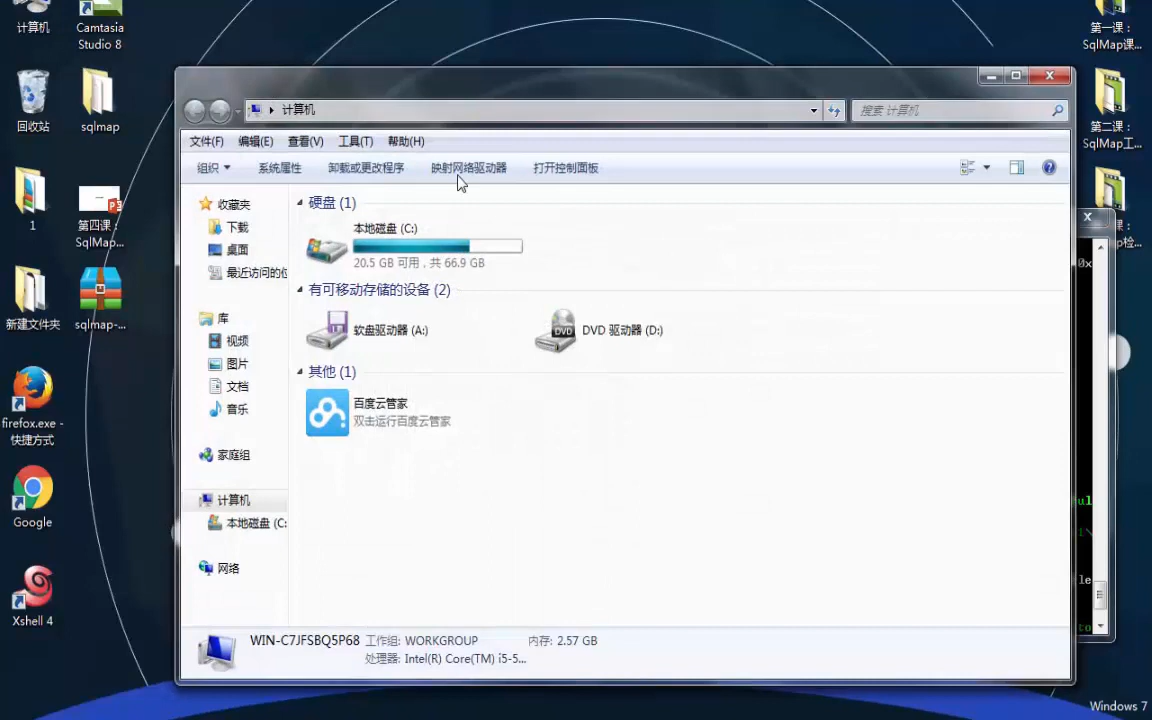 计算机
Camtasia
Studio 8
回收站
sqlmap
1
第四课：
SqlMap...
新建文件夹
sqlmap-...
firefox.exe -
快捷方式
Google
Xshell 4
计算机
搜索 计算机
文件(F)
编辑(E)
查看(V)
工具(T)
帮助(H)
组织
系统属性
卸载或更改程序
映射网络驱动器
打开控制面板
收藏夹
下载
桌面
最近访问的位
库
视频
图片
文档
音乐
家庭组
计算机
本地磁盘 (C:
网络
硬盘 (1)
本地磁盘 (C:)
20.5 GB 可用，共 66.9 GB
有可移动存储的设备 (2)
软盘驱动器 (A:)
DVD 驱动器 (D:)
其他 (1)
百度云管家
双击运行百度云管家
WIN-C7JFSBQ5P68 工作组: WORKGROUP 内存: 2.57 GB
处理器: Intel(R) Core(TM) i5-5...
第一课：
SqlMap课...
第二课：
SqlMap工...
课：
p检...
0x
ul
le
to
Windows 7